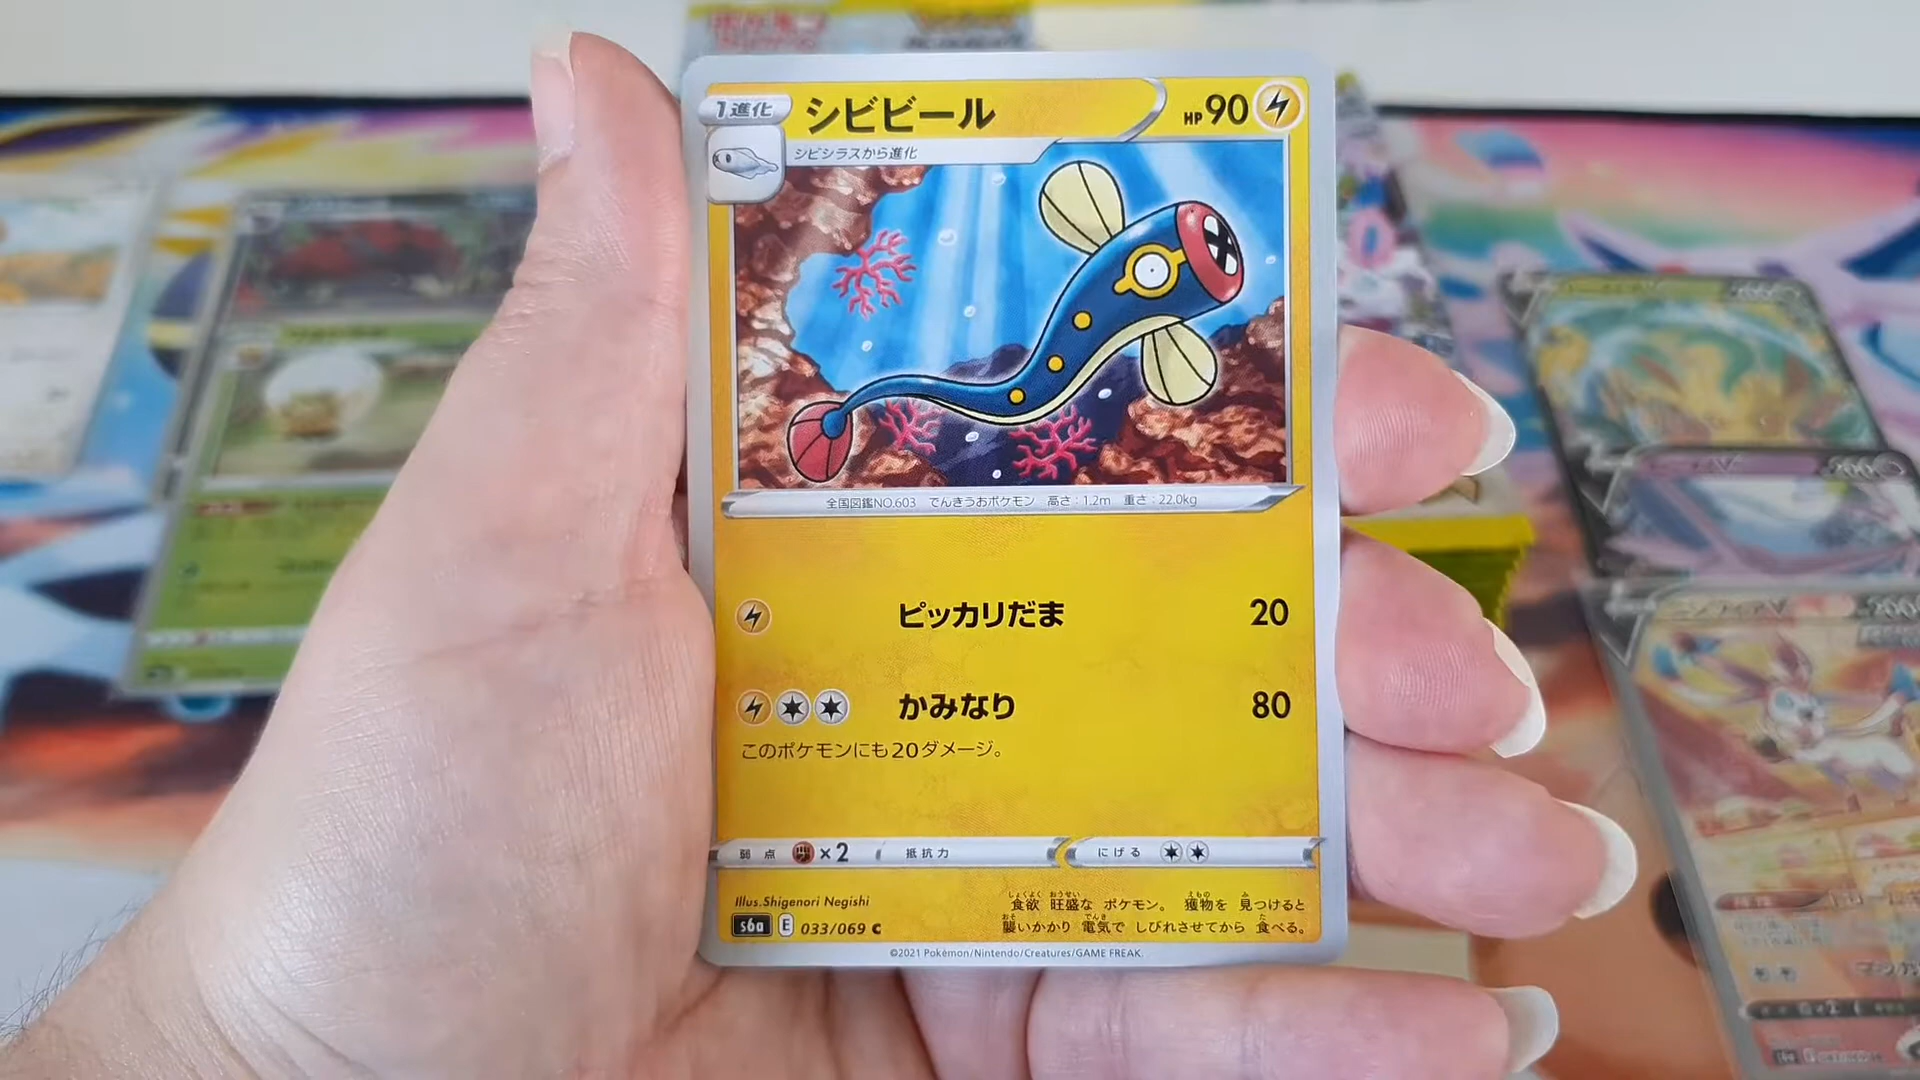 1進化 シビビール HP90
シビシラスから進化
全国図鑑NO.603 でんきうおポケモン 高さ:1.2m 重さ:22.0kg
ピッカリだま 20
かみなり 80
このポケモンにも20ダメージ。
弱点 ×2 抵抗力 にげる
Illus.Shigenori Negishi
s6a E 033/069 C
食欲 旺盛な ポケモン。 獲物を 見つけると
襲いかかり 電気で しびれさせてから 食べる。
©2021 Pokémon/Nintendo/Creatures/GAME FREAK.